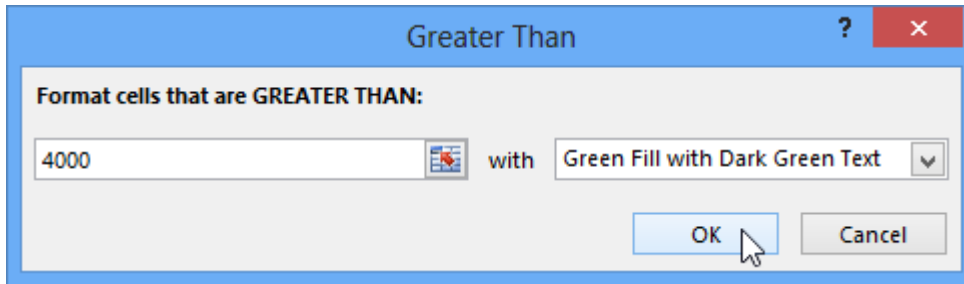 Greater Than ?
Format cells that are GREATER THAN:
4000 with Green Fill with Dark Green Text
OK Cancel